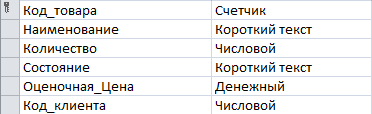 Код_товара Счетчик
Наименование Короткий текст
Количество Числовой
Состояние Короткий текст
Оценочная_Цена Денежный
Код_клиента Числовой